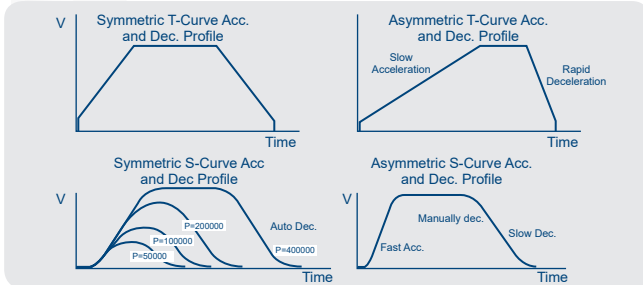 Symmetric T-Curve Acc.
and Dec. Profile
V
Time
Asymmetric T-Curve Acc.
and Dec. Profile
Slow
Acceleration
Rapid
Deceleration
Time
Symmetric S-Curve Acc
and Dec Profile
V
P=200000
Auto Dec.
P=100000
P=400000
P=50000
Time
Asymmetric S-Curve Acc.
and Dec. Profile
V
Manually dec.
Slow Dec.
Fast Acc.
Time